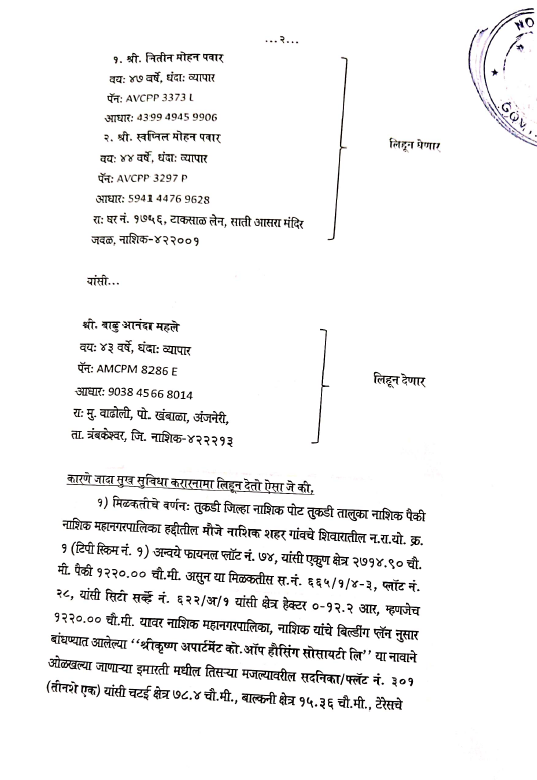 ...२...
NO
GOV.
१. श्री. नितीन मोहन पवार
वय: ४७ वर्षे, धंदा: व्यापार
पॅन: AVCPP 3373 L
आधार: 4399 4945 9906
२. श्री. स्वप्निल मोहन पवार
वय: ४४ वर्षे, धंदा: व्यापार
पॅन: AVCPP 3297 P
आधार: 5941 4476 9628
रा: घर नं. १७५६, टाकसाळ लेन, साती आसरा मंदिर
जवळ, नाशिक-४२२००१
लिहून घेणार
यांसी...
श्री. बाळु आनंदा महले
वय: ४३ वर्षे, धंदा: व्यापार
पॅन: AMCPM 8286 E
आधार: 9038 4566 8014
रा: मु. वाढोली, पो. खंबाळा, अंजनेरी,
ता. त्रंबकेश्वर, जि. नाशिक-४२२२१३
लिहून देणार
कारणे जादा सुख सुविधा करारनामा लिहून देतो ऐसा जे की,
१) मिळकतीचे वर्णन: तुकडी जिल्हा नाशिक पोट तुकडी तालुका नाशिक पैकी
नाशिक महानगरपालिका हद्दीतील मौजे नाशिक शहर गांवचे शिवारातील न.र.यो. क्र.
१ (टिपी स्किम नं. १) अन्वये फायनल प्लॉट नं. ७४, यांसी एकुण क्षेत्र २७१४.९० चौ.
मी. पैकी १२२०.०० चौ.मी. असुन या मिळकतीस स.नं. ६६५/१/४-३, प्लॉट नं.
२८, यांसी सिटी सर्व्हे नं. ६२२/अ/१ यांसी क्षेत्र हेक्टर ०-१२.२ आर, म्हणजेच
१२२०.०० चौ.मी. यावर नाशिक महानगरपालिका, नाशिक यांचे बिल्डींग प्लॅन नुसार
बांधण्यात आलेल्या "श्रीकृष्ण अपार्टमेंट को.ऑप हौसिंग सोसायटी लि" या नावाने
ओळखल्या जाणाऱ्या इमारती मधील तिसऱ्या मजल्यावरील सदनिका/फ्लॅट नं. ३०१
(तीनशे एक) यांसी चटई क्षेत्र ७८.४ चौ.मी., बाल्कनी क्षेत्र १५.३६ चौ.मी., टेरेसचे